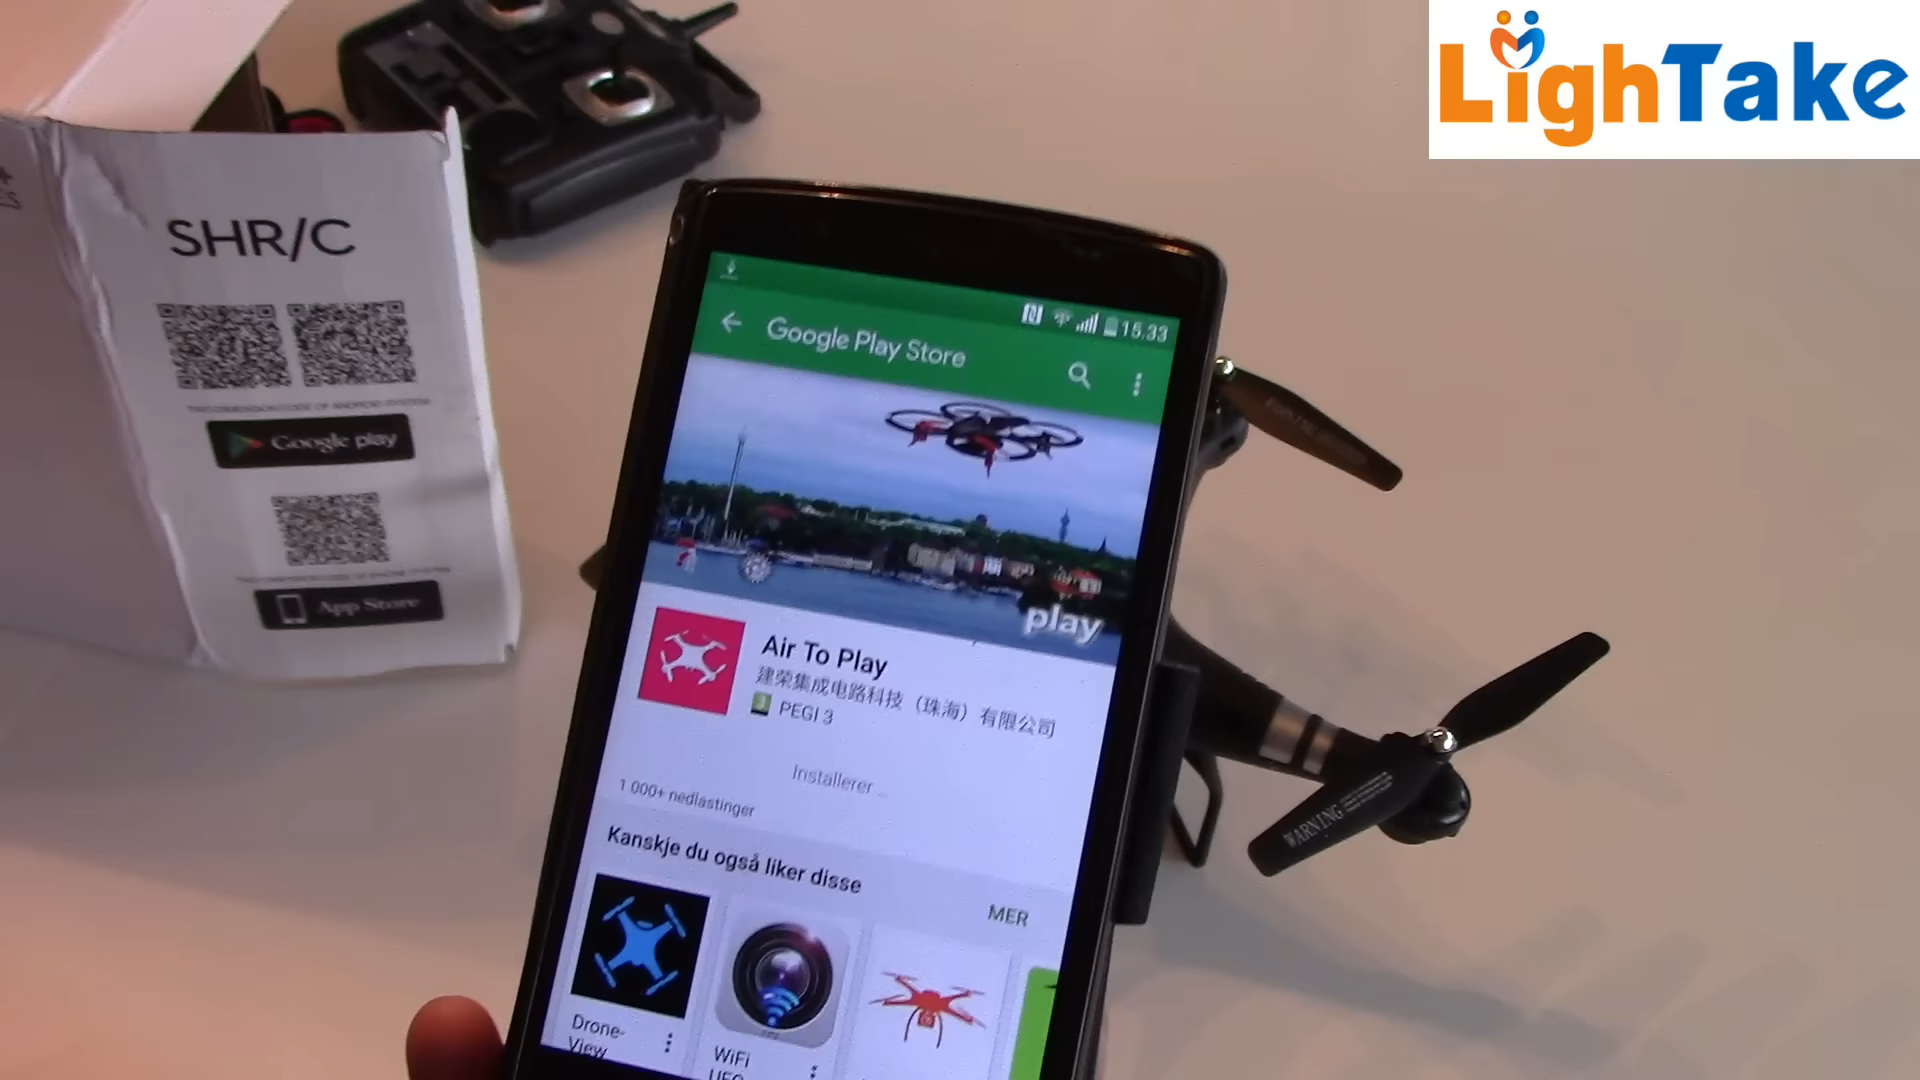 LighTake
SHR/C
Google play
App Store
15.33
Google Play Store
play
Air To Play
建荣集成电路科技（珠海）有限公司
3 PEGI 3
Installerer ...
1 000+ nedlastinger
Kanskje du også liker disse
MER
Drone-
View
WiFi
WARNING